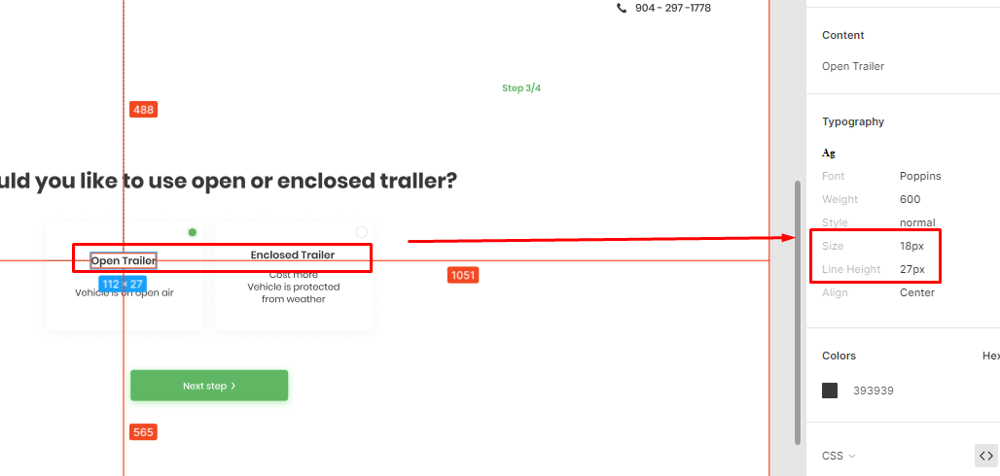 904 - 297 -1778
Step 3/4
488
uld you like to use open or enclosed traller?
Open Trailer
112 × 27
Vehicle is on open air
Enclosed Trailer
Cost more
Vehicle is protected
from weather
1051
Next step
565
Content
Open Trailer
Typography
Ag
Font Poppins
Weight 600
Style normal
Size 18px
Line Height 27px
Align Center
Colors Hex
393939
CSS